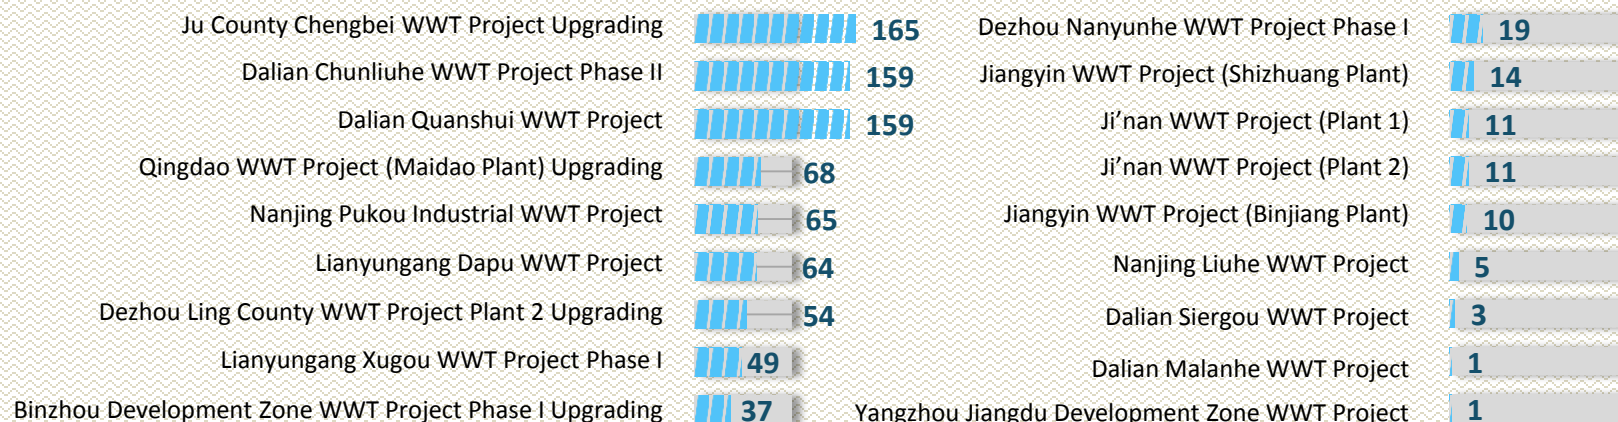 Ju County Chengbei WWT Project Upgrading 165
Dalian Chunliuhe WWT Project Phase II 159
Dalian Quanshui WWT Project 159
Qingdao WWT Project (Maidao Plant) Upgrading 68
Nanjing Pukou Industrial WWT Project 65
Lianyungang Dapu WWT Project 64
Dezhou Ling County WWT Project Plant 2 Upgrading 54
Lianyungang Xugou WWT Project Phase I 49
Binzhou Development Zone WWT Project Phase I Upgrading 37
Dezhou Nanyunhe WWT Project Phase I 19
Jiangyin WWT Project (Shizhuang Plant) 14
Ji’nan WWT Project (Plant 1) 11
Ji’nan WWT Project (Plant 2) 11
Jiangyin WWT Project (Binjiang Plant) 10
Nanjing Liuhe WWT Project 5
Dalian Siergou WWT Project 3
Dalian Malanhe WWT Project 1
Yangzhou Jiangdu Development Zone WWT Project 1